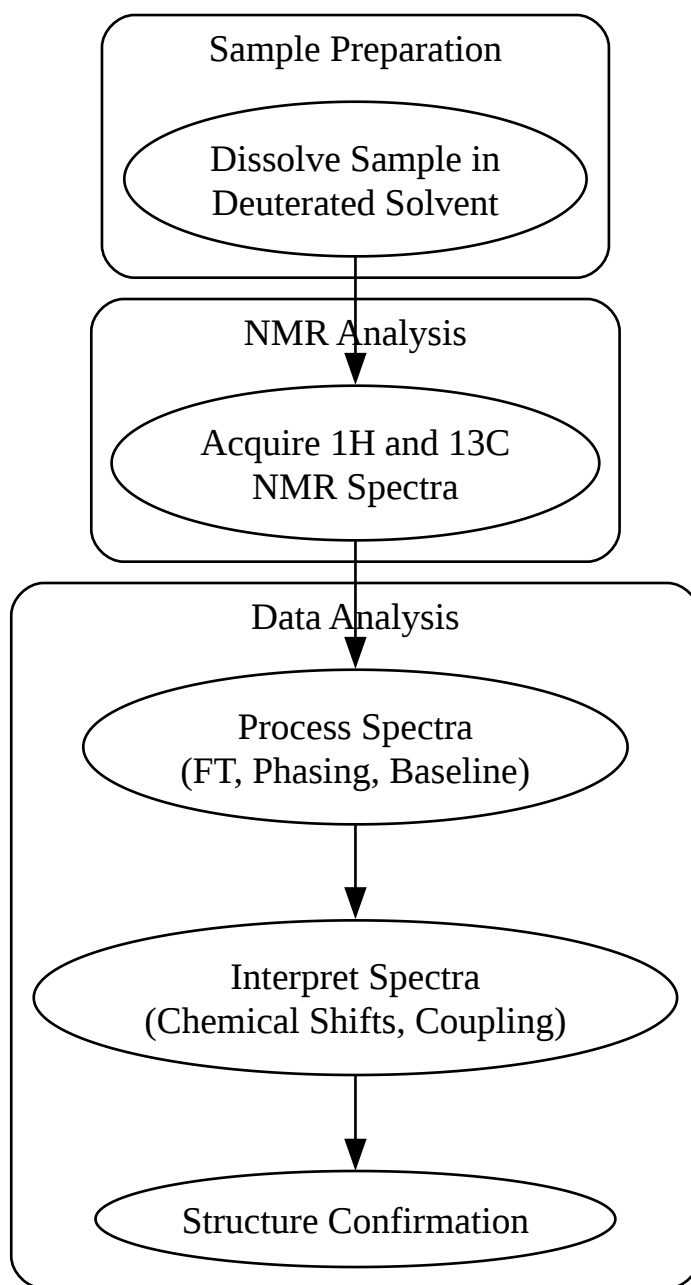 Sample Preparation
Dissolve Sample in
Deuterated Solvent
NMR Analysis
Acquire 1H and 13C
NMR Spectra
Data Analysis
Process Spectra
(FT, Phasing, Baseline)
Interpret Spectra
(Chemical Shifts, Coupling)
Structure Confirmation